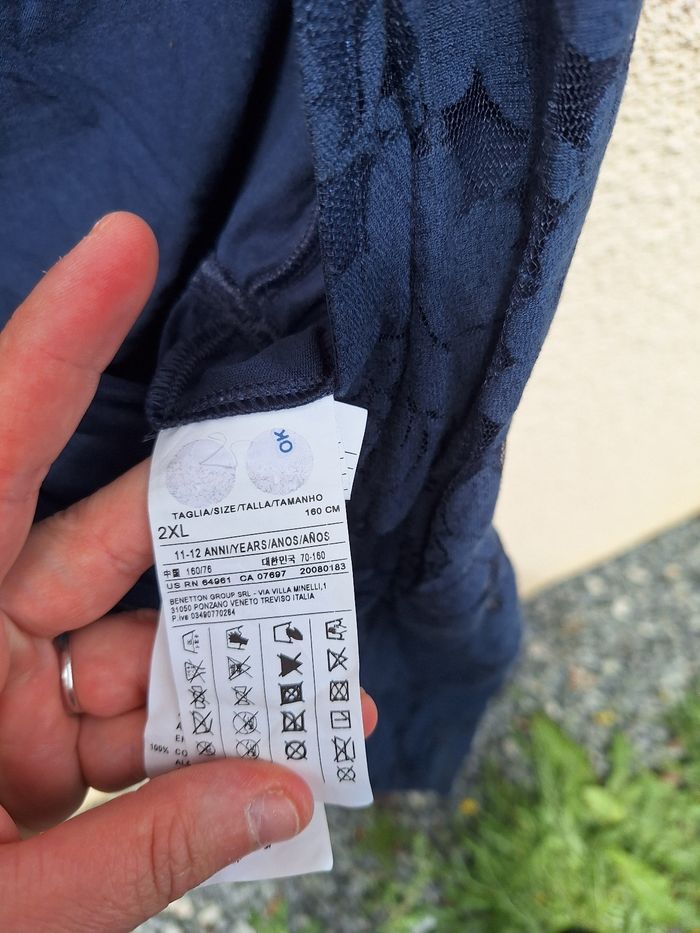 OK
TAGLIA/SIZE/TALLA/TAMANHO
2XL 160 CM
11-12 ANNI/YEARS/ANOS/AÑOS
中国 160/76 대한민국 70-160
US RN 64961 CA 07697 20080183
BENETTON GROUP SRL - VIA VILLA MINELLI,1
31050 PONZANO VENETO TREVISO ITALIA
P.iva 03490770264
100% CO